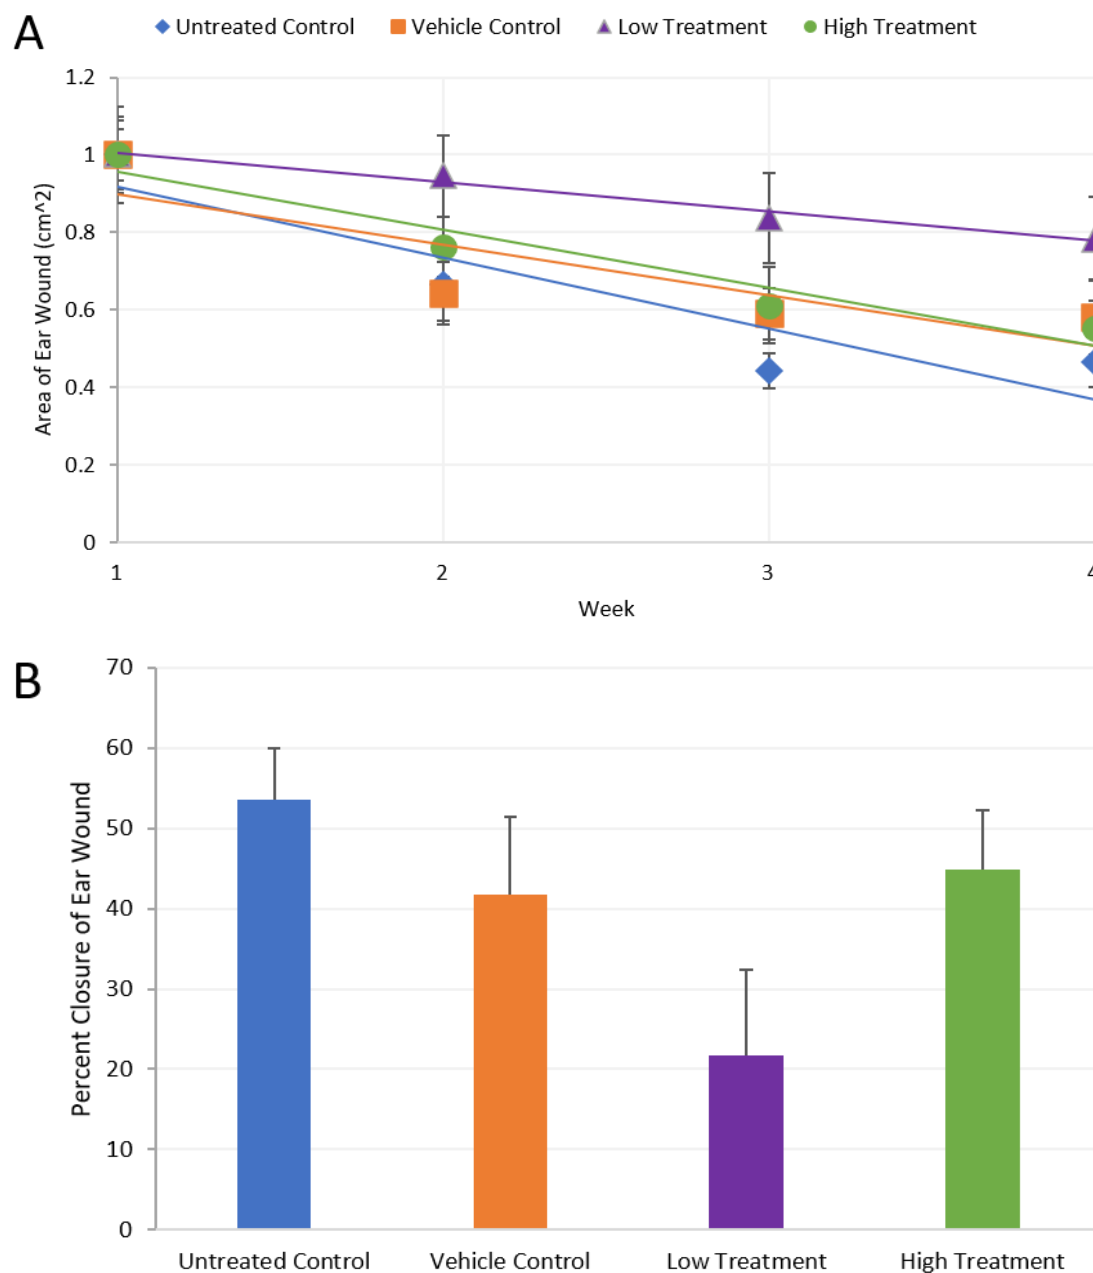 A
Untreated Control Vehicle Control Low Treatment High Treatment
1.2
1
0.8
0.6
0.4
0.2
0
Area of Ear Wound (cm^2)
1 2 3 4
Week
B
70
60
50
40
30
20
10
0
Percent Closure of Ear Wound
Untreated Control Vehicle Control Low Treatment High Treatment